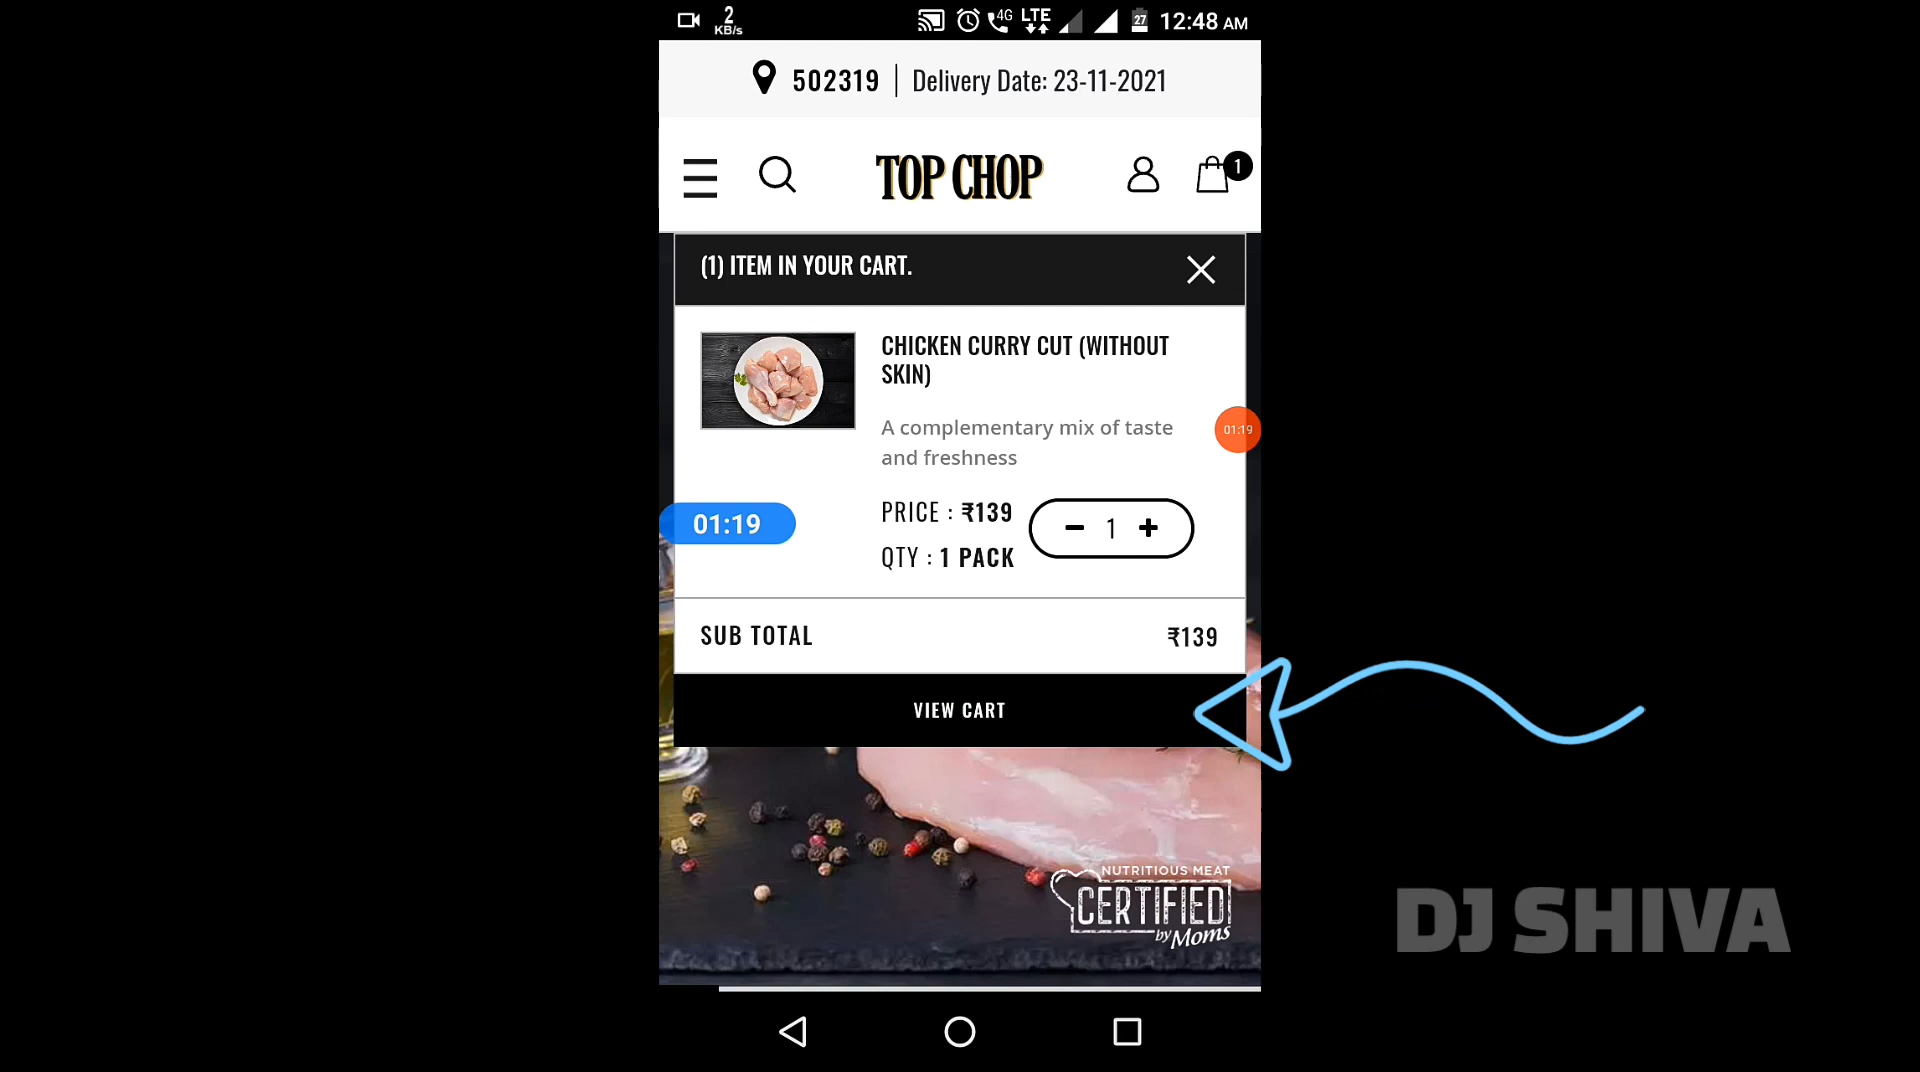 2
KB/s
4G
LTE
27
12:48 AM
502319 | Delivery Date: 23-11-2021
TOP CHOP
1
(1) ITEM IN YOUR CART.
CHICKEN CURRY CUT (WITHOUT
SKIN)
A complementary mix of taste
and freshness
01:19
01:19
PRICE : ₹139
1
QTY : 1 PACK
SUB TOTAL ₹139
VIEW CART
NUTRITIOUS MEAT
CERTIFIED
by Moms
DJ SHIVA